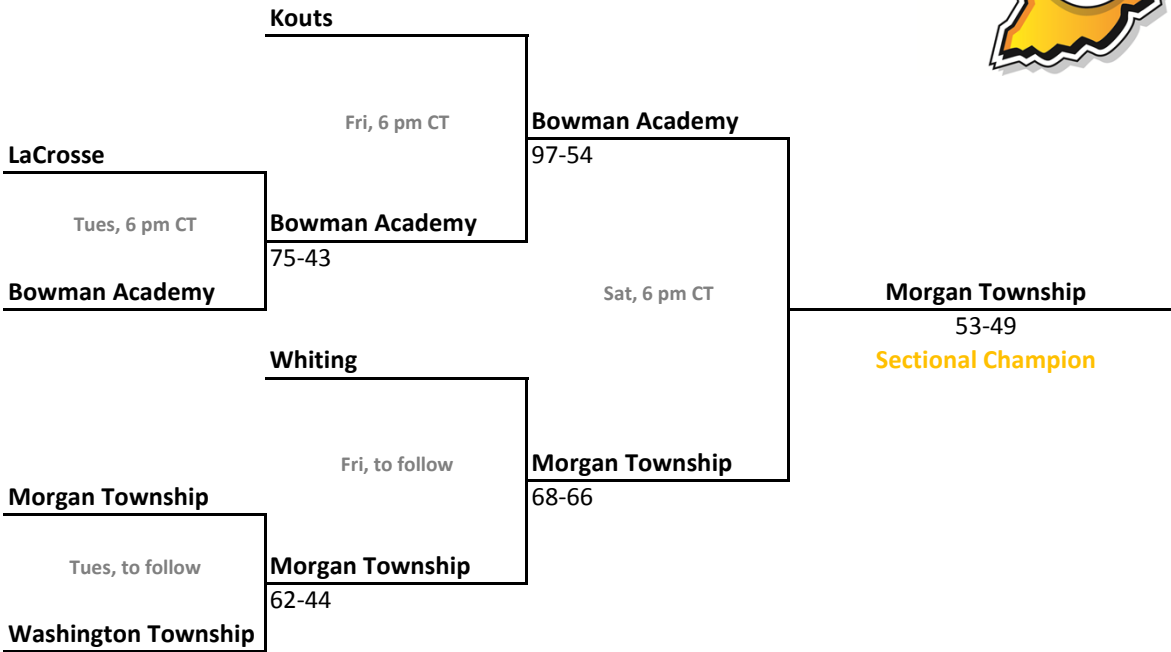 Kouts
Fri, 6 pm CT
Bowman Academy
97-54
LaCrosse
Tues, 6 pm CT
Bowman Academy
75-43
Bowman Academy
Sat, 6 pm CT
Morgan Township
53-49
Sectional Champion
Whiting
Fri, to follow
Morgan Township
68-66
Morgan Township
Tues, to follow
Morgan Township
62-44
Washington Township